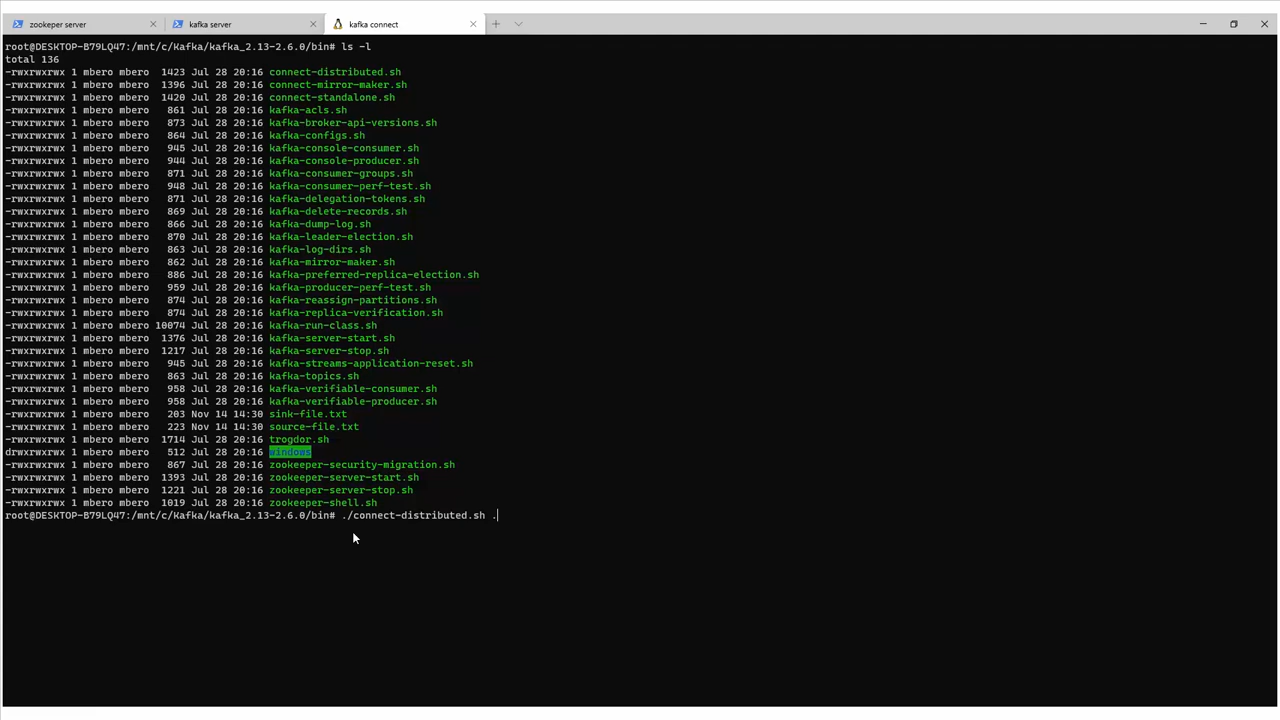 zookeper server
kafka server
kafka connect
root@DESKTOP-B79LQ47:/mnt/c/Kafka/kafka_2.13-2.6.0/bin# ls -l
total 136
-rwxrwxrwx 1 mbero mbero  1423 Jul 28 20:16 connect-distributed.sh
-rwxrwxrwx 1 mbero mbero  1396 Jul 28 20:16 connect-mirror-maker.sh
-rwxrwxrwx 1 mbero mbero  1420 Jul 28 20:16 connect-standalone.sh
-rwxrwxrwx 1 mbero mbero   861 Jul 28 20:16 kafka-acls.sh
-rwxrwxrwx 1 mbero mbero   873 Jul 28 20:16 kafka-broker-api-versions.sh
-rwxrwxrwx 1 mbero mbero   864 Jul 28 20:16 kafka-configs.sh
-rwxrwxrwx 1 mbero mbero   945 Jul 28 20:16 kafka-console-consumer.sh
-rwxrwxrwx 1 mbero mbero   944 Jul 28 20:16 kafka-console-producer.sh
-rwxrwxrwx 1 mbero mbero   871 Jul 28 20:16 kafka-consumer-groups.sh
-rwxrwxrwx 1 mbero mbero   948 Jul 28 20:16 kafka-consumer-perf-test.sh
-rwxrwxrwx 1 mbero mbero   871 Jul 28 20:16 kafka-delegation-tokens.sh
-rwxrwxrwx 1 mbero mbero   869 Jul 28 20:16 kafka-delete-records.sh
-rwxrwxrwx 1 mbero mbero   866 Jul 28 20:16 kafka-dump-log.sh
-rwxrwxrwx 1 mbero mbero   870 Jul 28 20:16 kafka-leader-election.sh
-rwxrwxrwx 1 mbero mbero   863 Jul 28 20:16 kafka-log-dirs.sh
-rwxrwxrwx 1 mbero mbero   862 Jul 28 20:16 kafka-mirror-maker.sh
-rwxrwxrwx 1 mbero mbero   886 Jul 28 20:16 kafka-preferred-replica-election.sh
-rwxrwxrwx 1 mbero mbero   959 Jul 28 20:16 kafka-producer-perf-test.sh
-rwxrwxrwx 1 mbero mbero   874 Jul 28 20:16 kafka-reassign-partitions.sh
-rwxrwxrwx 1 mbero mbero   874 Jul 28 20:16 kafka-replica-verification.sh
-rwxrwxrwx 1 mbero mbero 10074 Jul 28 20:16 kafka-run-class.sh
-rwxrwxrwx 1 mbero mbero  1376 Jul 28 20:16 kafka-server-start.sh
-rwxrwxrwx 1 mbero mbero  1217 Jul 28 20:16 kafka-server-stop.sh
-rwxrwxrwx 1 mbero mbero   945 Jul 28 20:16 kafka-streams-application-reset.sh
-rwxrwxrwx 1 mbero mbero   863 Jul 28 20:16 kafka-topics.sh
-rwxrwxrwx 1 mbero mbero   958 Jul 28 20:16 kafka-verifiable-consumer.sh
-rwxrwxrwx 1 mbero mbero   958 Jul 28 20:16 kafka-verifiable-producer.sh
-rwxrwxrwx 1 mbero mbero   203 Nov 14 14:30 sink-file.txt
-rwxrwxrwx 1 mbero mbero   223 Nov 14 14:30 source-file.txt
-rwxrwxrwx 1 mbero mbero  1714 Jul 28 20:16 trogdor.sh
drwxrwxrwx 1 mbero mbero   512 Jul 28 20:16 windows
-rwxrwxrwx 1 mbero mbero   867 Jul 28 20:16 zookeeper-security-migration.sh
-rwxrwxrwx 1 mbero mbero  1393 Jul 28 20:16 zookeeper-server-start.sh
-rwxrwxrwx 1 mbero mbero  1221 Jul 28 20:16 zookeeper-server-stop.sh
-rwxrwxrwx 1 mbero mbero  1019 Jul 28 20:16 zookeeper-shell.sh
root@DESKTOP-B79LQ47:/mnt/c/Kafka/kafka_2.13-2.6.0/bin# ./connect-distributed.sh .